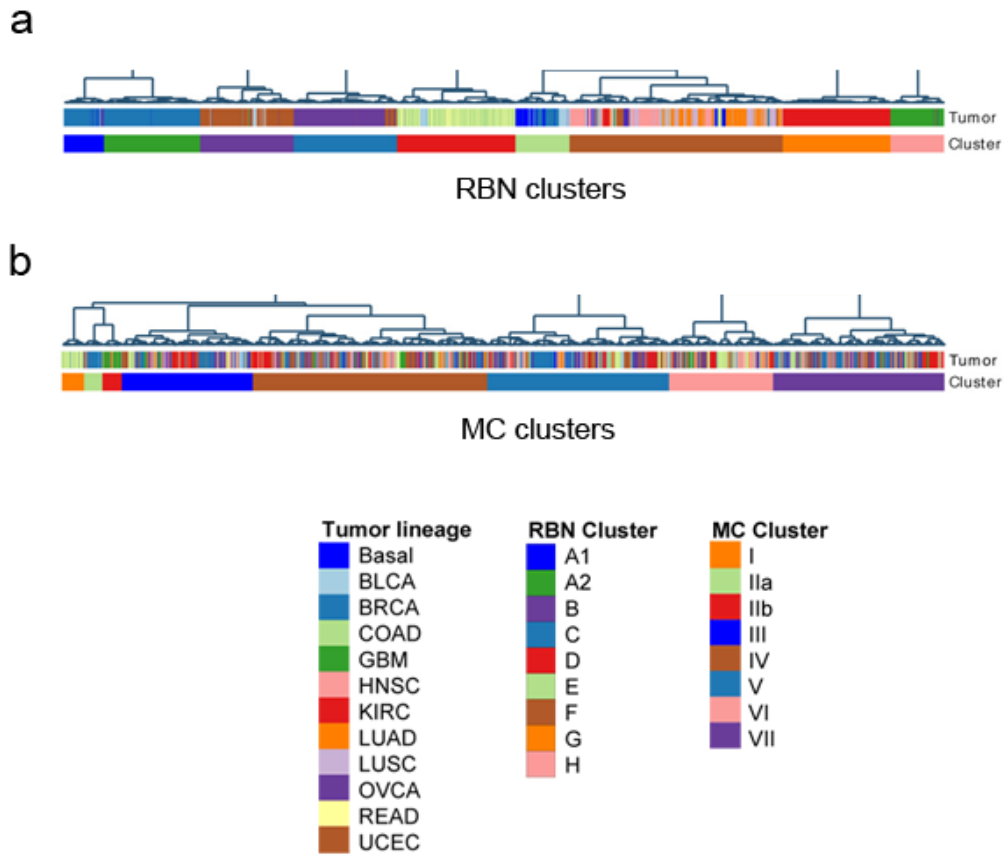 a
Tumor
Cluster
RBN clusters
b
Tumor
Cluster
MC clusters
Tumor lineage
Basal
BLCA
BRCA
COAD
GBM
HNSC
KIRC
LUAD
LUSC
OVCA
READ
UCEC
RBN Cluster
A1
A2
B
C
D
E
F
G
H
MC Cluster
I
IIa
IIb
III
IV
V
VI
VII